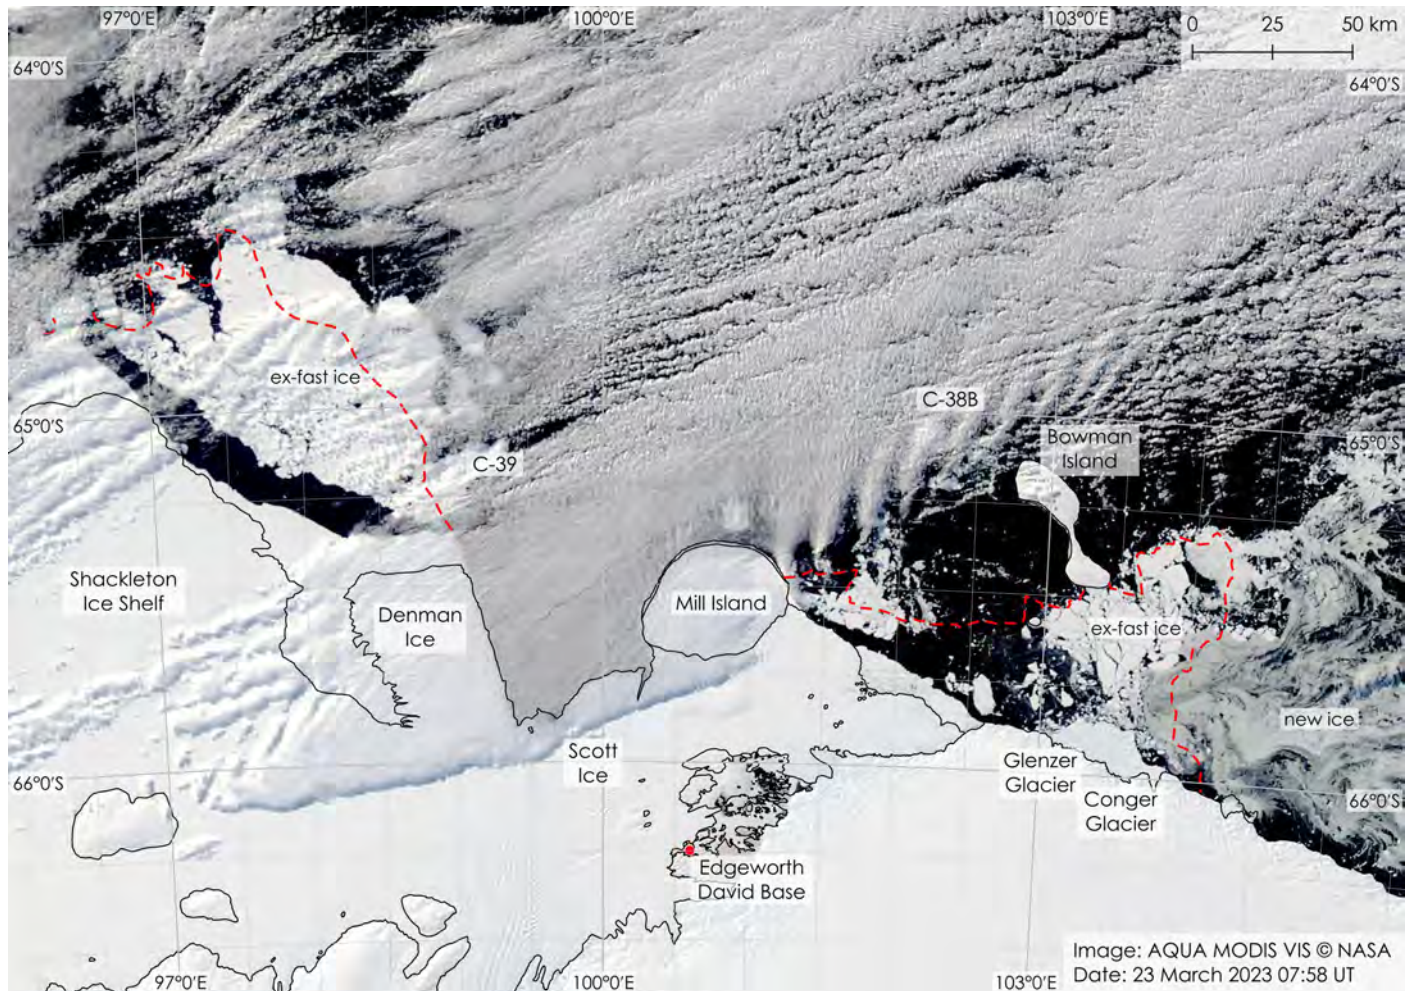 97°0'E
100°0'E
103°0'E
0 25 50 km
64°0'S
64°0'S
ex-fast ice
C-38B
65°0'S
Bowman
Island
65°0'S
C-39
Shackleton
Ice Shelf
Denman
Ice
Mill Island
ex-fast ice
new ice
Scott
Ice
Glenzer
Glacier
66°0'S
Conger
Glacier
66°0'S
Edgeworth
David Base
Image: AQUA MODIS VIS © NASA
Date: 23 March 2023 07:58 UT
97°0'E
100°0'E
103°0'E